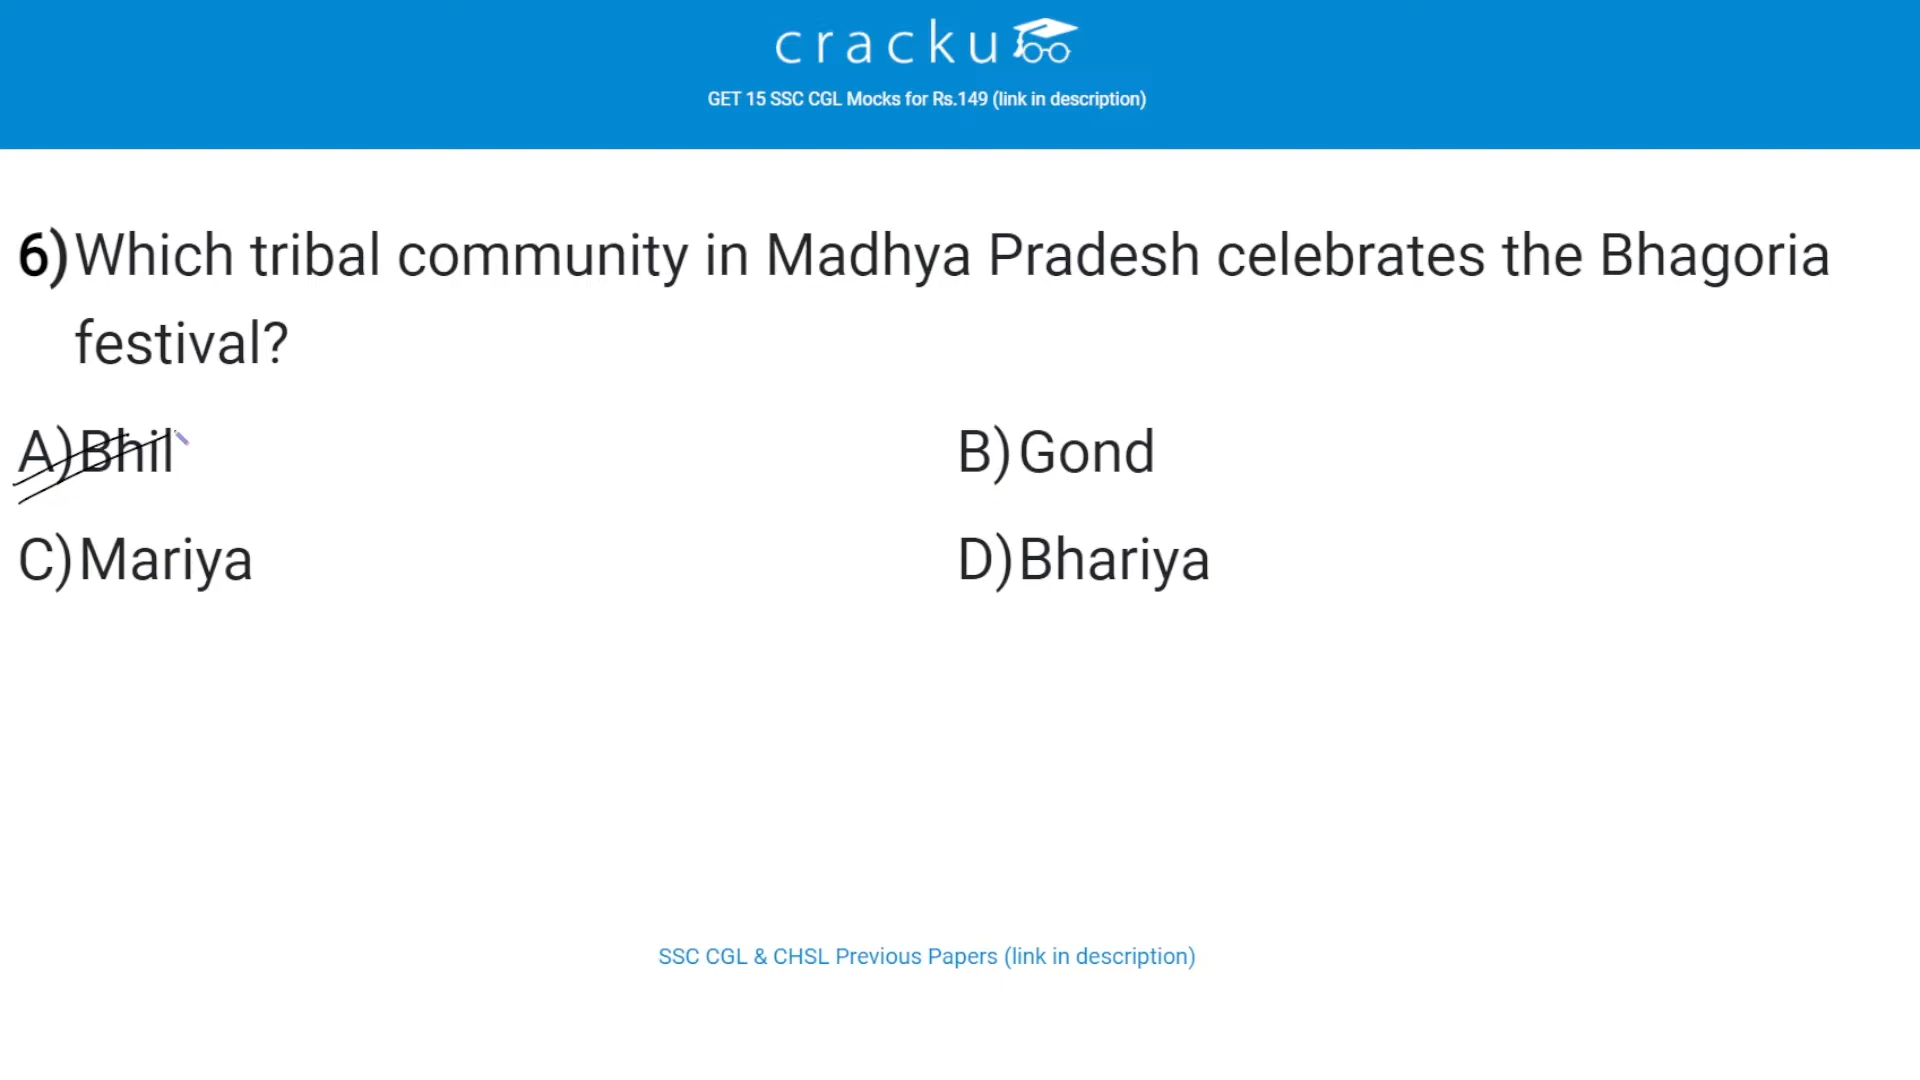 cracku
GET 15 SSC CGL Mocks for Rs.149 (link in description)
6) Which tribal community in Madhya Pradesh celebrates the Bhagoria
festival?
A) Bhil
B) Gond
C) Mariya
D) Bhariya
SSC CGL & CHSL Previous Papers (link in description)